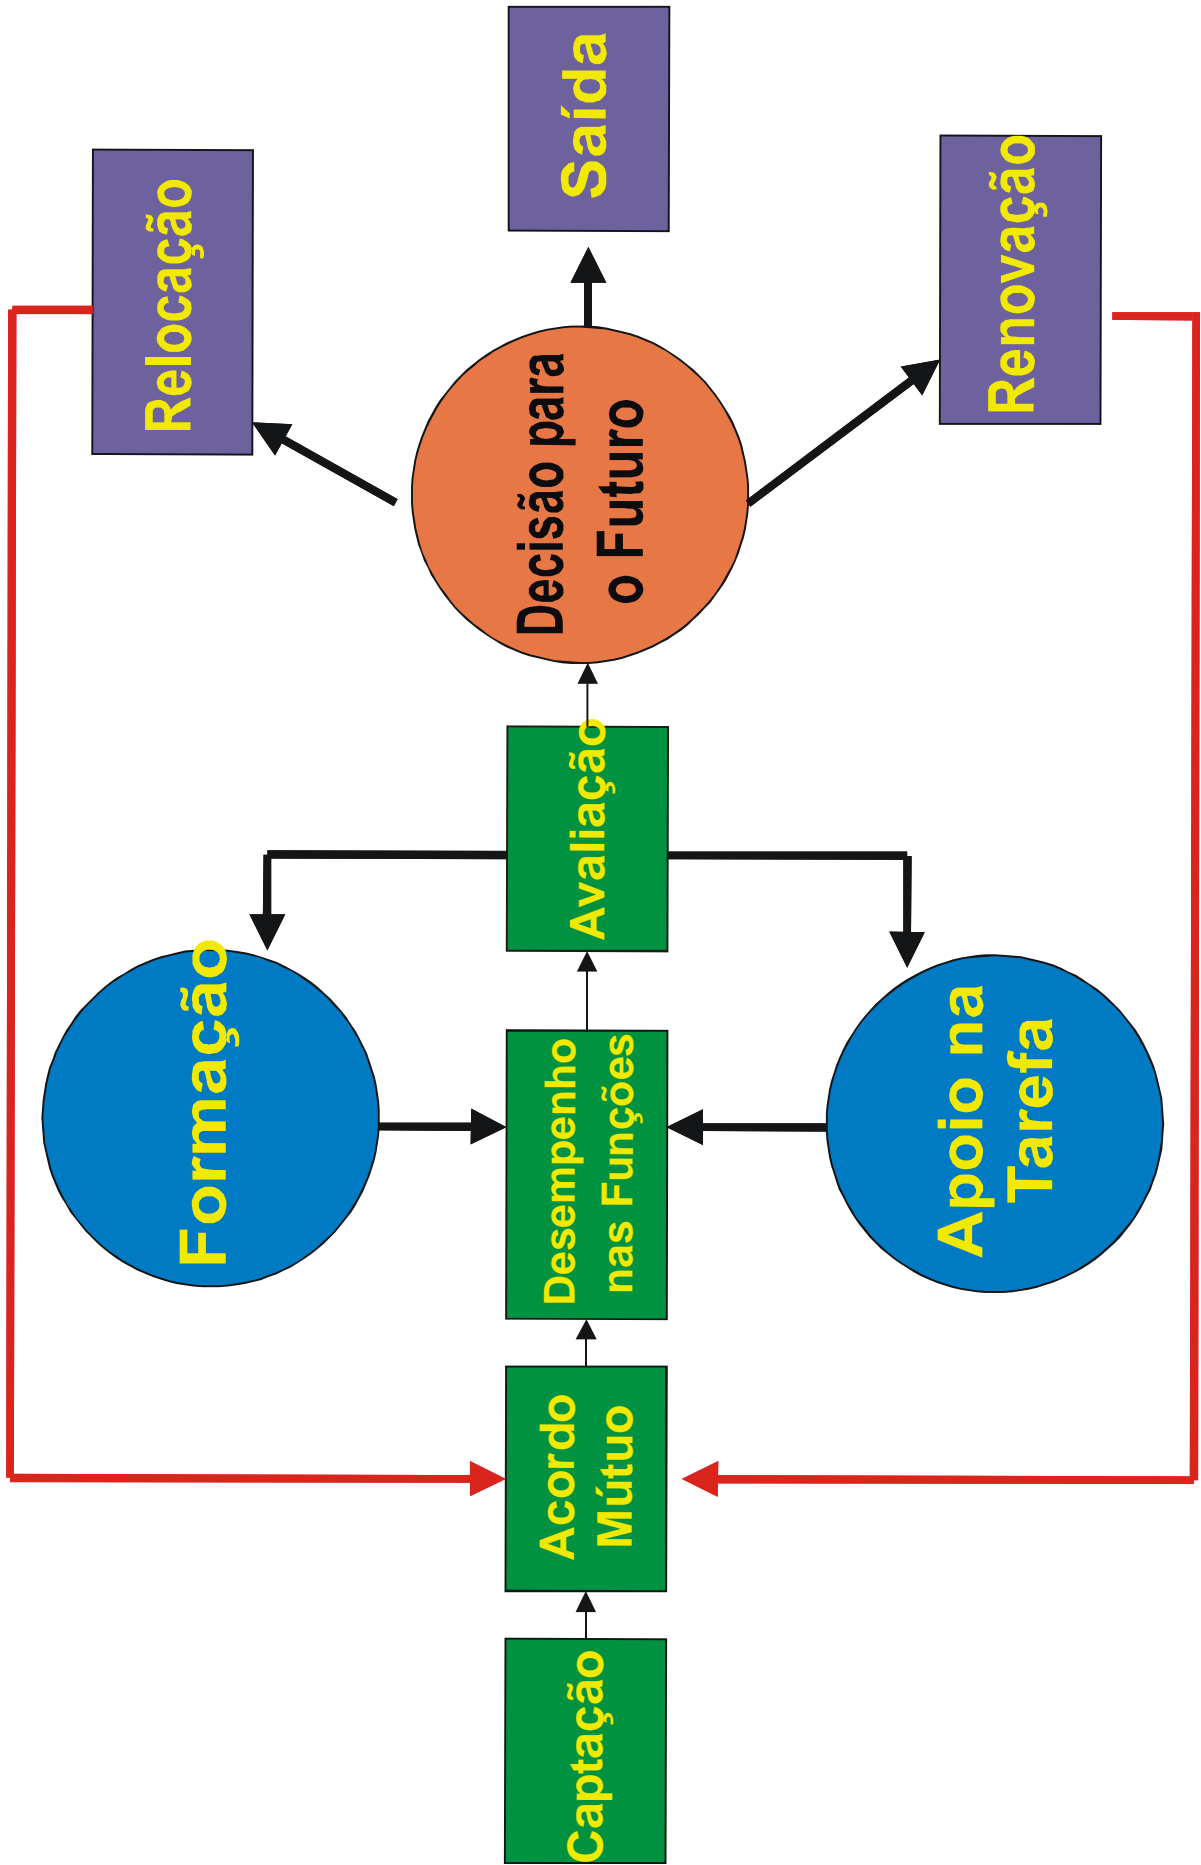 Relocação
Saída
Renovação
Decisão para
o Futuro
Avaliação
Formação
Desempenho
nas Funções
Apoio na
Tarefa
Acordo
Mútuo
Captação